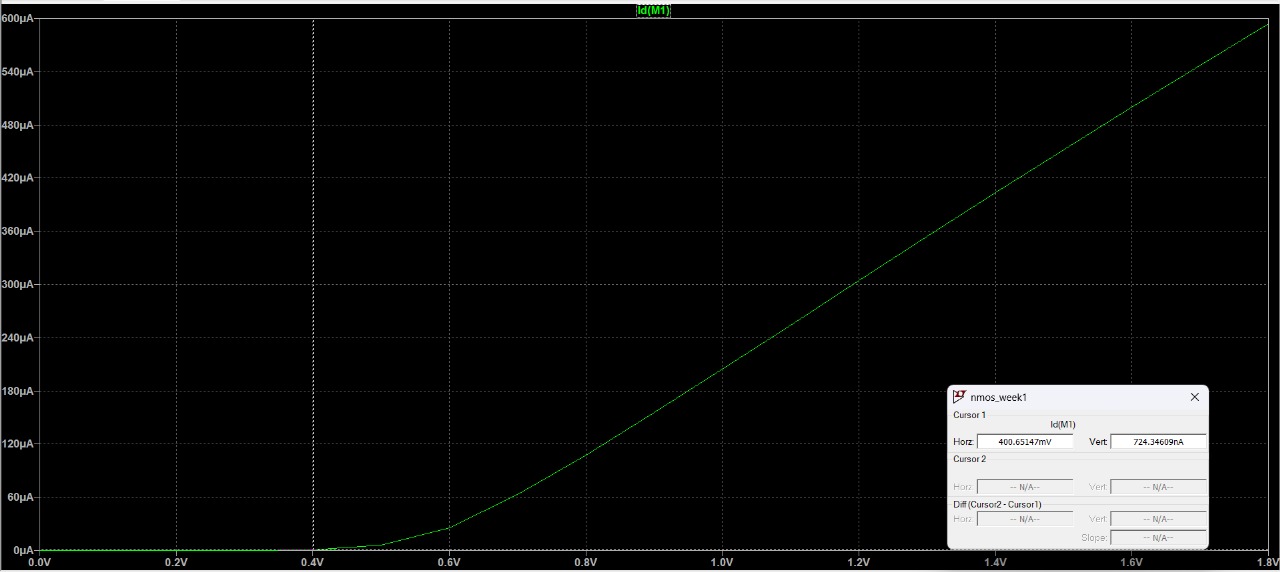 Id(M1)
600µA
540µA
480µA
420µA
360µA
300µA
240µA
180µA
120µA
60µA
0µA
0.0V 0.2V 0.4V 0.6V 0.8V 1.0V 1.2V 1.4V 1.6V 1.8V
nmos_week1
Cursor 1
Id(M1)
Horz: 400.65147mV Vert: 724.34609nA
Cursor 2
Horz: -- N/A-- Vert: -- N/A--
Diff (Cursor2 - Cursor1)
Horz: -- N/A-- Vert: -- N/A--
Slope: -- N/A--